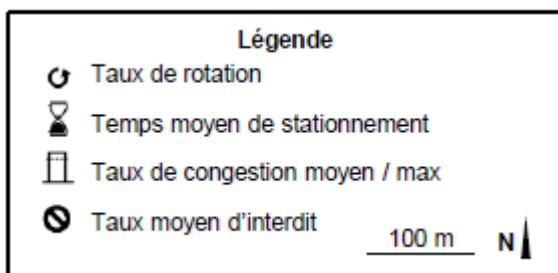 Légende
Taux de rotation
Temps moyen de stationnement
Taux de congestion moyen / max
Taux moyen d'interdit
100 m N